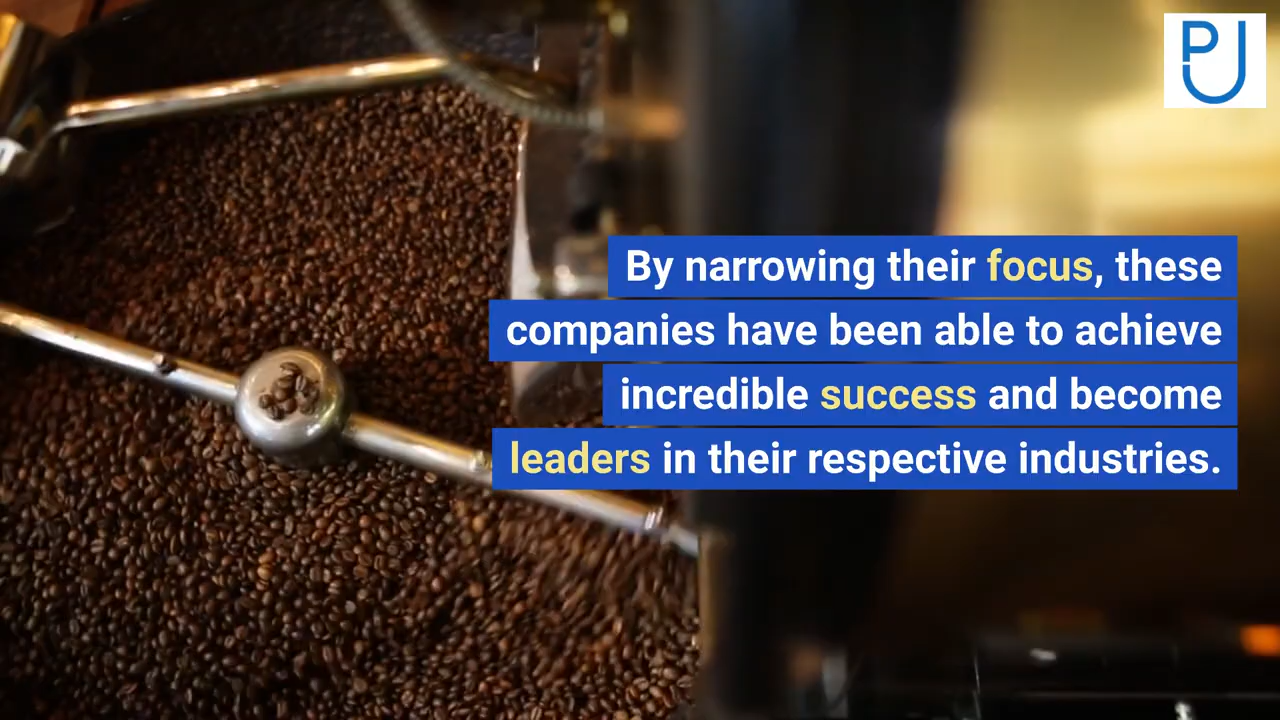 PU
By narrowing their focus, these
companies have been able to achieve
incredible success and become
leaders in their respective industries.